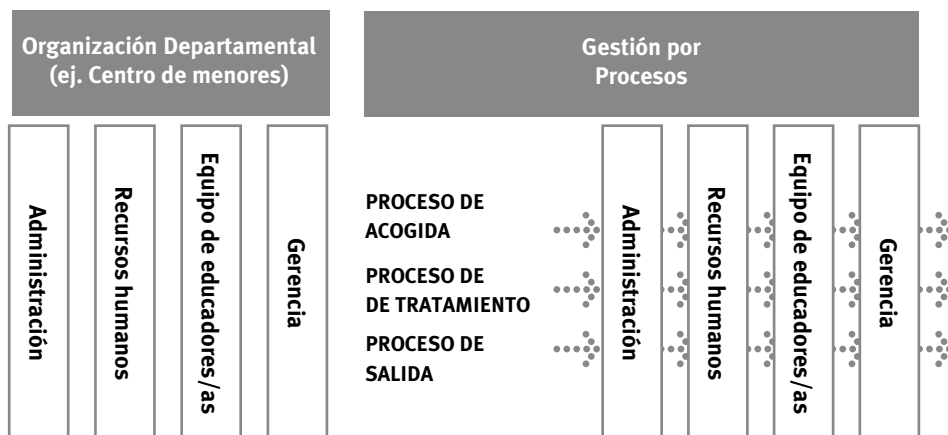 Organización Departamental
(ej. Centro de menores)
Gestión por
Procesos
Administración
Recursos humanos
Equipo de educadores/as
Gerencia
PROCESO DE
ACOGIDA
PROCESO DE
DE TRATAMIENTO
PROCESO DE
SALIDA
Administración
Recursos humanos
Equipo de educadores/as
Gerencia